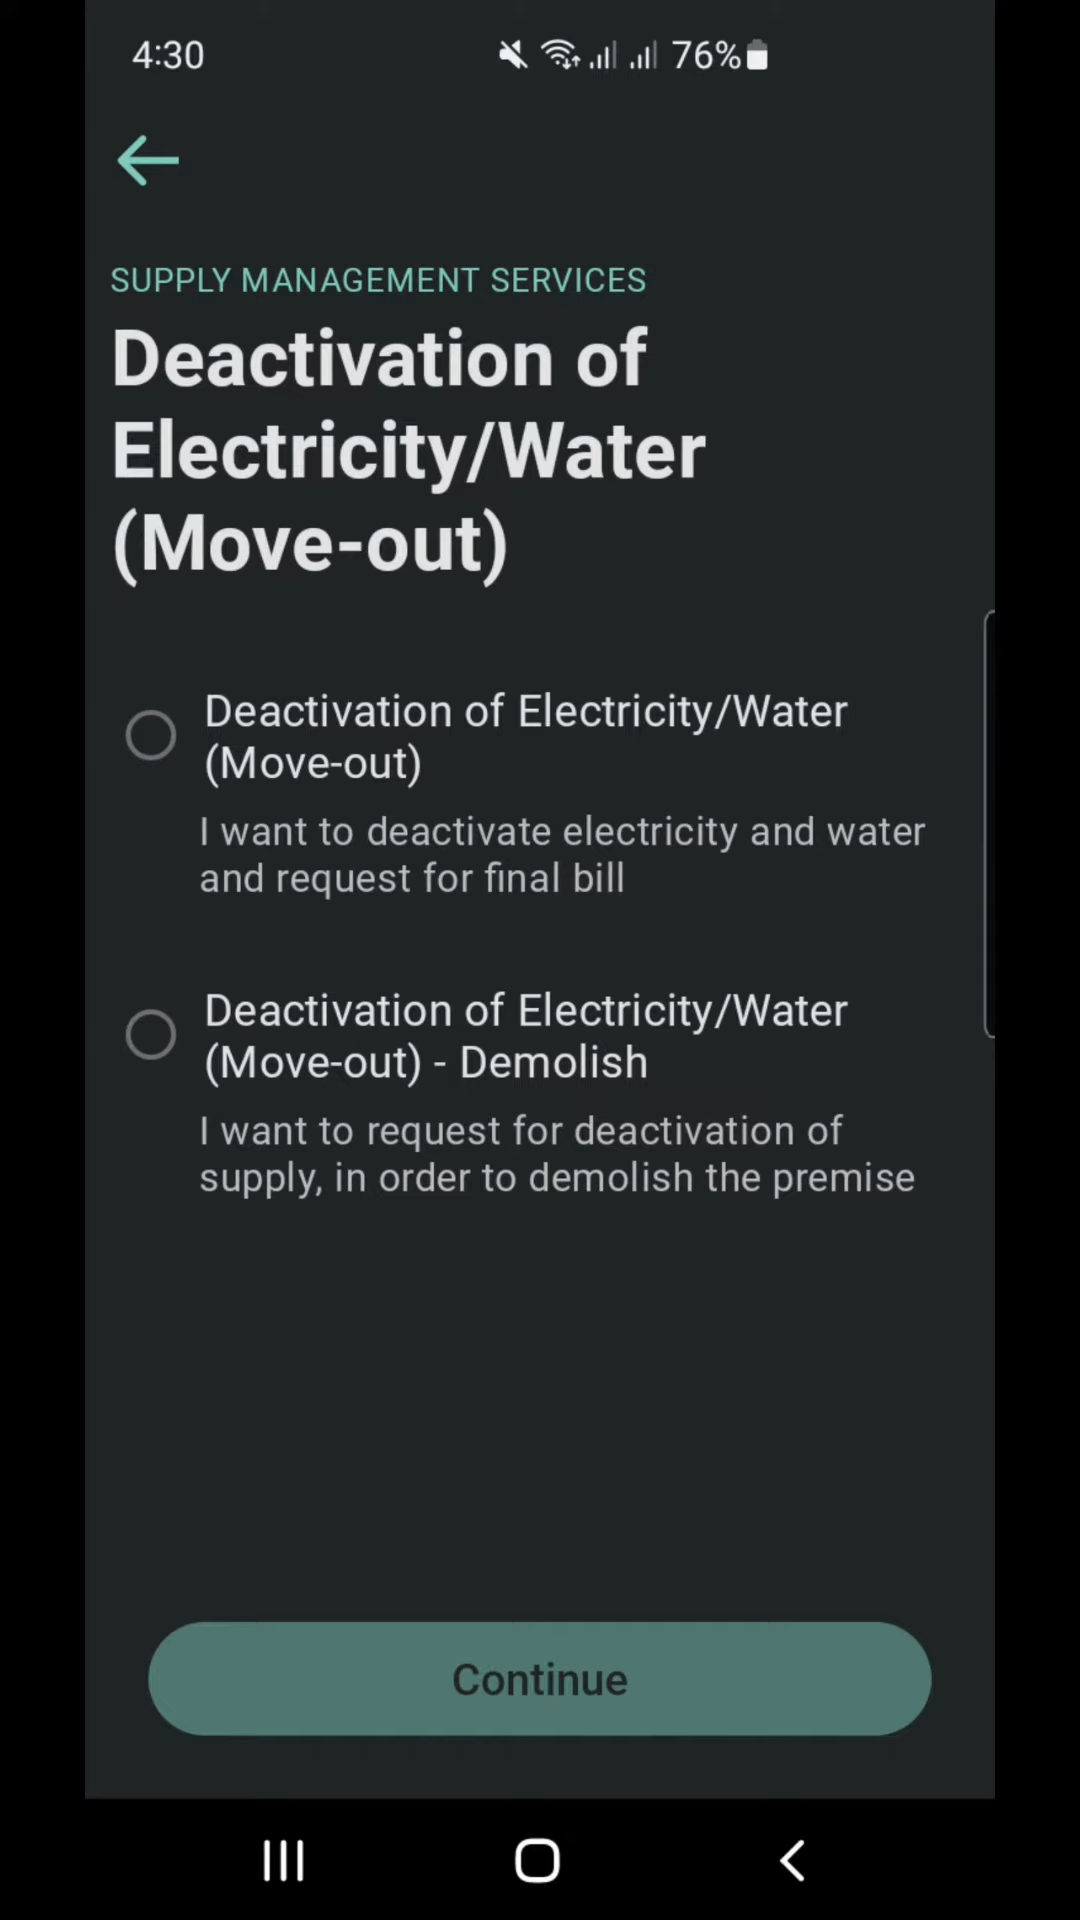 4:30
76%
SUPPLY MANAGEMENT SERVICES
Deactivation of
Electricity/Water
(Move-out)
Deactivation of Electricity/Water
(Move-out)
I want to deactivate electricity and water
and request for final bill
Deactivation of Electricity/Water
(Move-out) - Demolish
I want to request for deactivation of
supply, in order to demolish the premise
Continue